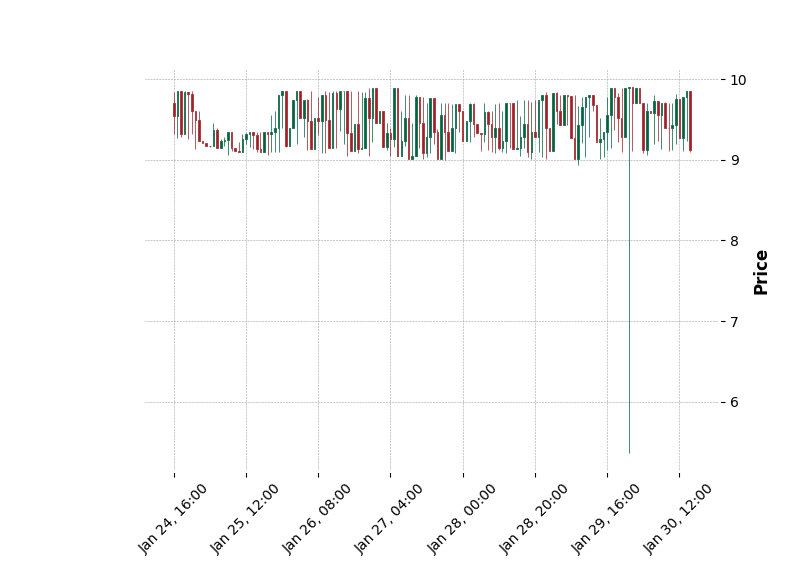 10
9
8
7
6
Price
Jan 24, 16:00
Jan 25, 12:00
Jan 26, 08:00
Jan 27, 04:00
Jan 28, 00:00
Jan 28, 20:00
Jan 29, 16:00
Jan 30, 12:00